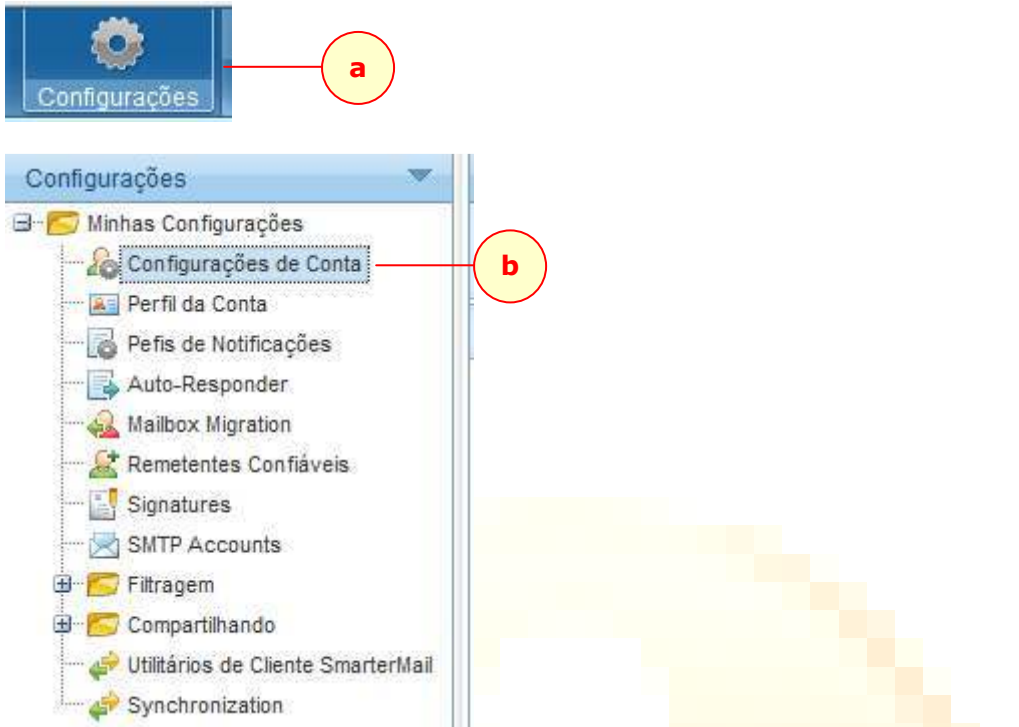 Configurações
a
Configurações
Minhas Configurações
Configurações de Conta
b
Perfil da Conta
Pefis de Notificações
Auto-Responder
Mailbox Migration
Remetentes Confiáveis
Signatures
SMTP Accounts
Filtragem
Compartilhando
Utilitários de Cliente SmarterMail
Synchronization